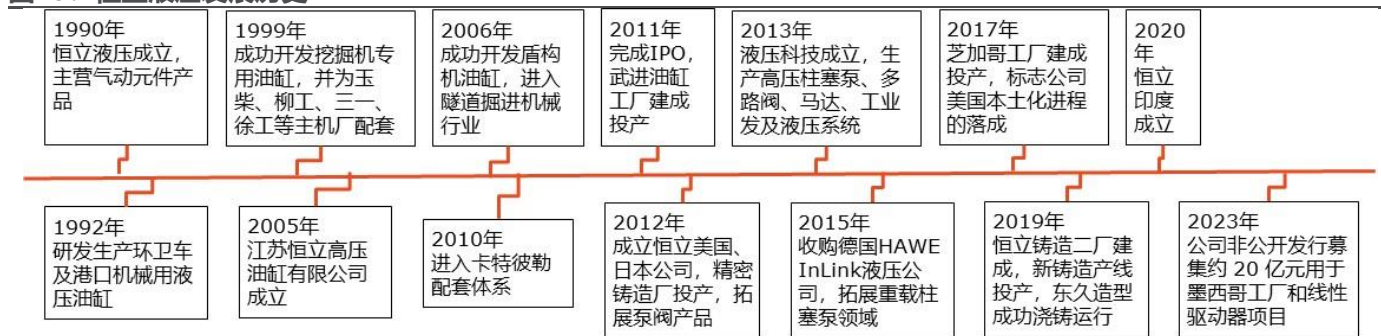 1990年
恒立液压成立,
主营气动元件产
品
1999年
成功开发挖掘机专
用油缸，并为玉
柴、柳工、三一、
徐工等主机厂配套
2006年
成功开发盾构
机油缸，进入
隧道掘进机械
行业
2011年
完成IPO,
武进油缸
工厂建成
投产
2013年
液压科技成立，生
产高压柱塞泵、多
路阀、马达、工业
发及液压系统
2017年
芝加哥工厂建成
投产，标志公司
美国本土化进程
的落成
2020
年 恒立
印度
成立
1992年
研发生产环卫车
及港口机械用液
压油缸
2005年
江苏恒立高压
油缸有限公司
成立
2010年
进入卡特彼勒
配套体系
2012年
成立恒立美国、
日本公司，精密
铸造厂投产，拓
展泵阀产品
2015年
收购德国HAWE
InLink液压公
司，拓展重载柱
塞泵领域
2019年
恒立铸造二厂建
成，新铸造产线
投产，东久造型
成功浇铸运行
2023年
公司非公开发行募
集约 20 亿元用于
墨西哥工厂和线性
驱动器项目